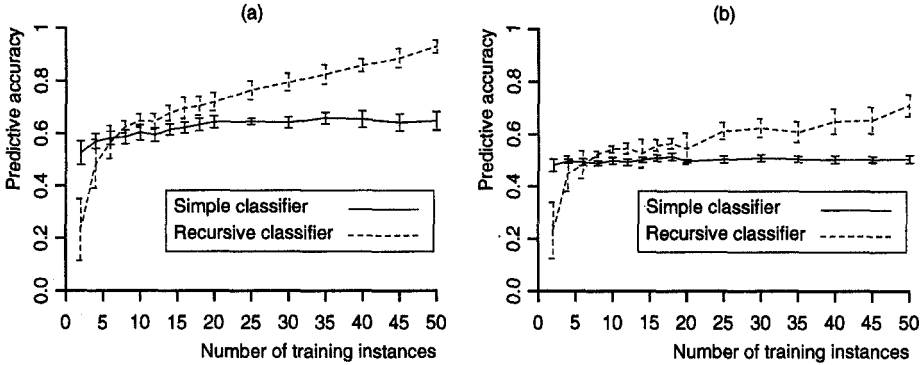 (a)
Predictive accuracy
0.0 0.2 0.4 0.6 0.8 1
Simple classifier
Recursive classifier
0 5 10 15 20 25 30 35 40 45 50
Number of training instances
(b)
Predictive accuracy
0.0 0.2 0.4 0.6 0.8 1
Simple classifier
Recursive classifier
0 5 10 15 20 25 30 35 40 45 50
Number of training instances